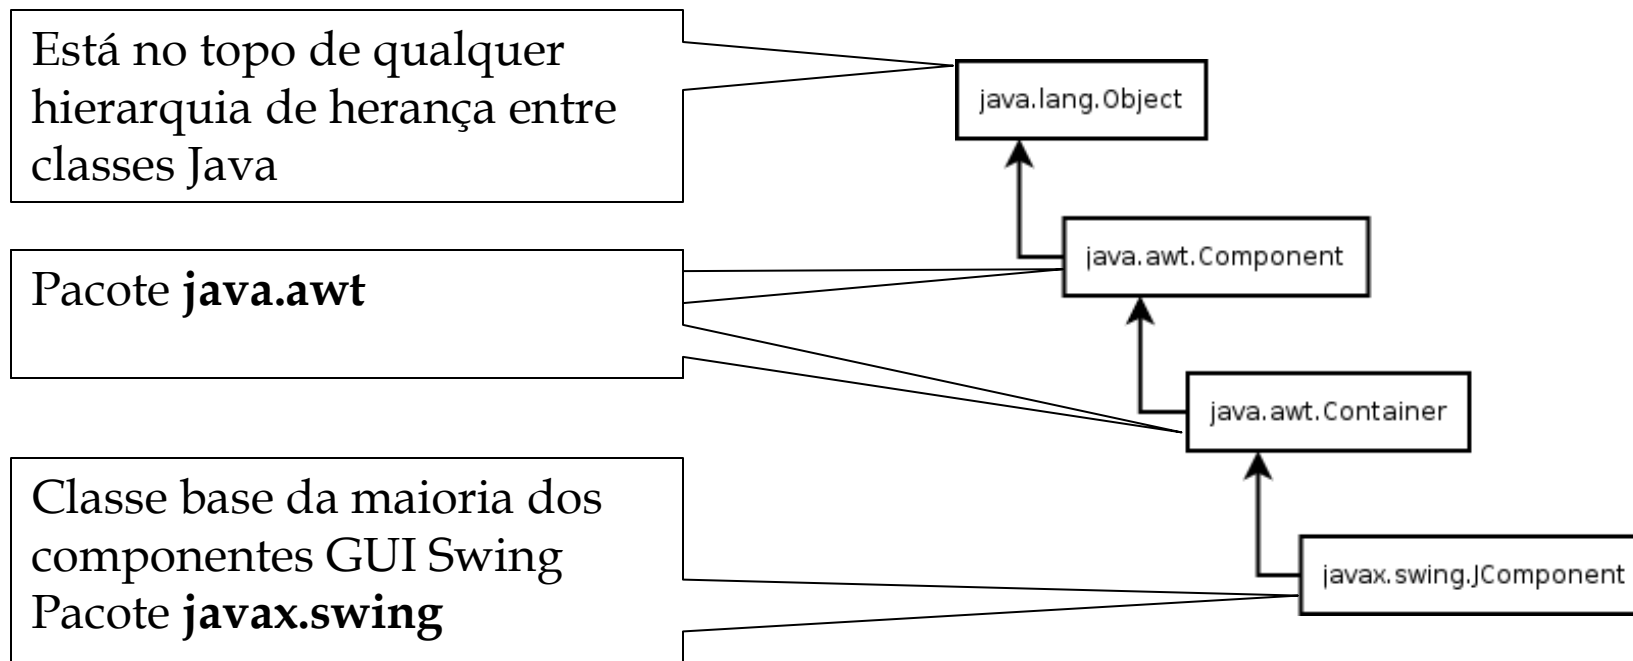 Está no topo de qualquer
hierarquia de herança entre
classes Java
java.lang.Object
Pacote java.awt
java.awt.Component
java.awt.Container
Classe base da maioria dos
componentes GUI Swing
Pacote javax.swing
javax.swing.JComponent